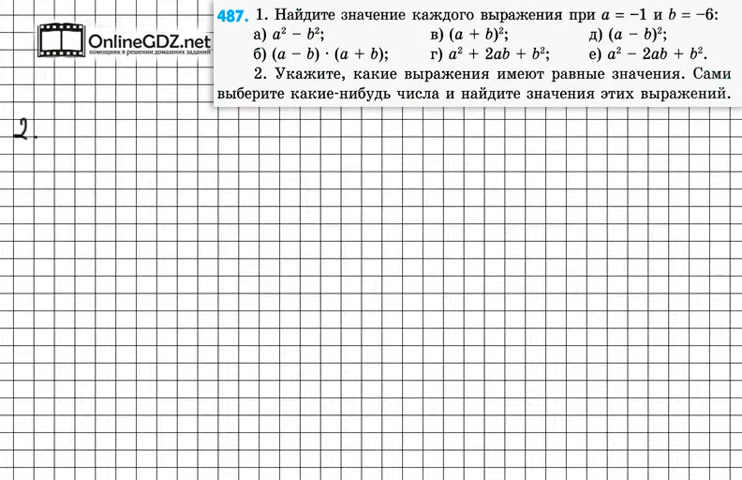 OnlineGDZ.net
помощник в решении домашних заданий
487. 1. Найдите значение каждого выражения при a = −1 и b = −6:
а) a² − b²; в) (a + b)²; д) (a − b)²;
б) (a − b) · (a + b); г) a² + 2ab + b²; е) a² − 2ab + b².
2. Укажите, какие выражения имеют равные значения. Сами
выберите какие-нибудь числа и найдите значения этих выражений.
2.